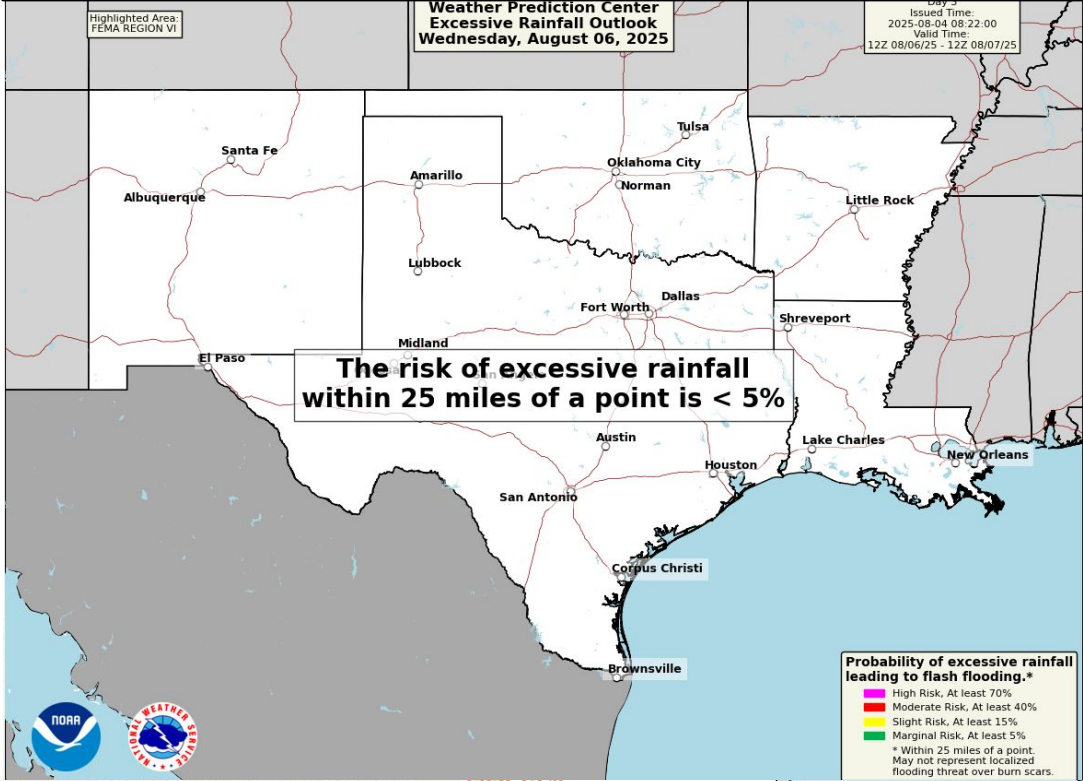 Highlighted Area:
FEMA REGION VI
Weather Prediction Center
Excessive Rainfall Outlook
Wednesday, August 06, 2025
Issued Time:
2025-08-04 08:22:00
Valid Time:
12Z 08/06/25 - 12Z 08/07/25
Tulsa
Santa Fe
Oklahoma City
Amarillo
Norman
Albuquerque
Little Rock
Lubbock
Dallas
Fort Worth
Shreveport
Midland
El Paso
The risk of excessive rainfall
within 25 miles of a point is < 5%
Austin
Lake Charles
New Orleans
Houston
San Antonio
Corpus Christi
Brownsville
Probability of excessive rainfall
leading to flash flooding.*
High Risk, At least 70%
Moderate Risk, At least 40%
Slight Risk, At least 15%
Marginal Risk, At least 5%
* Within 25 miles of a point.
May not represent localized
flooding threat over burn scars.
NOAA
NATIONAL WEATHER SERVICE